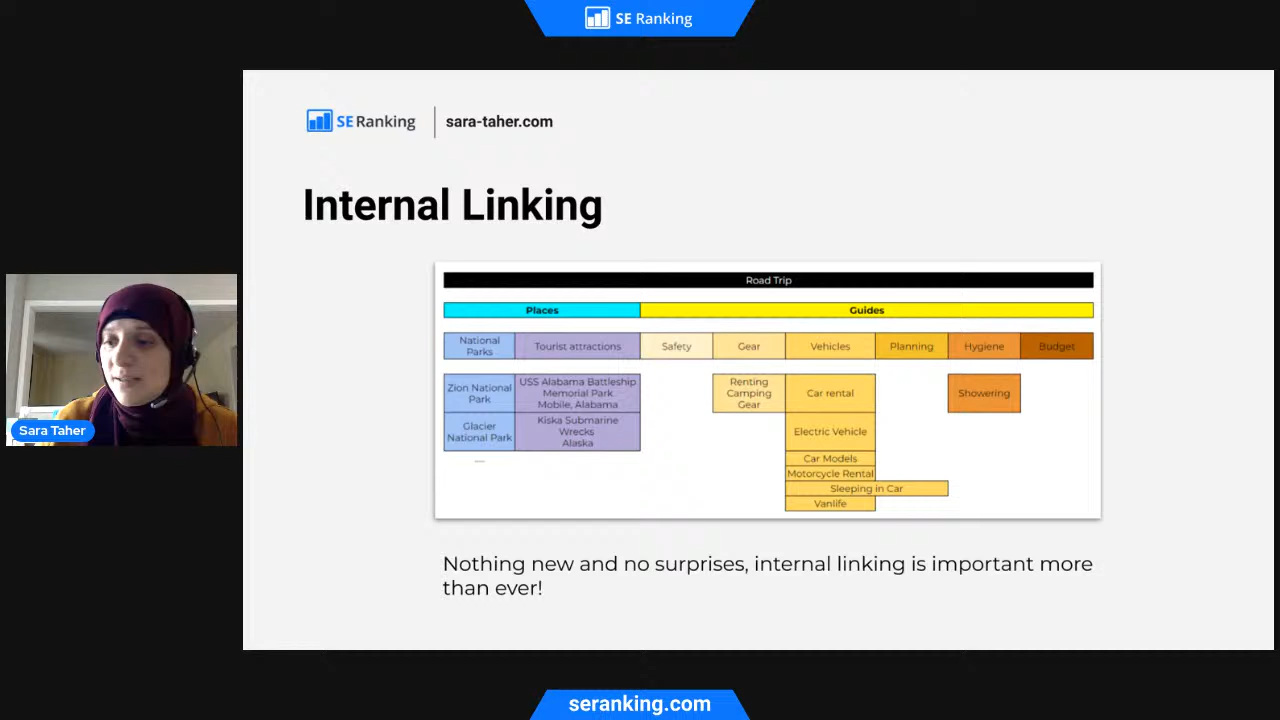 SE Ranking
SE Ranking
sara-taher.com
Internal Linking
Road Trip
Places
Guides
National
Parks
Tourist attractions
Safety
Gear
Vehicles
Planning
Hygiene
Budget
Zion National
Park
USS Alabama Battleship
Memorial Park
Mobile, Alabama
Renting
Camping
Gear
Car rental
Showering
Glacier
National Park
Kiska Submarine
Wrecks
Alaska
Electric Vehicle
Car Models
Motorcycle Rental
Sleeping in Car
Vanlife
Sara Taher
Nothing new and no surprises, internal linking is important more
than ever!
seranking.com